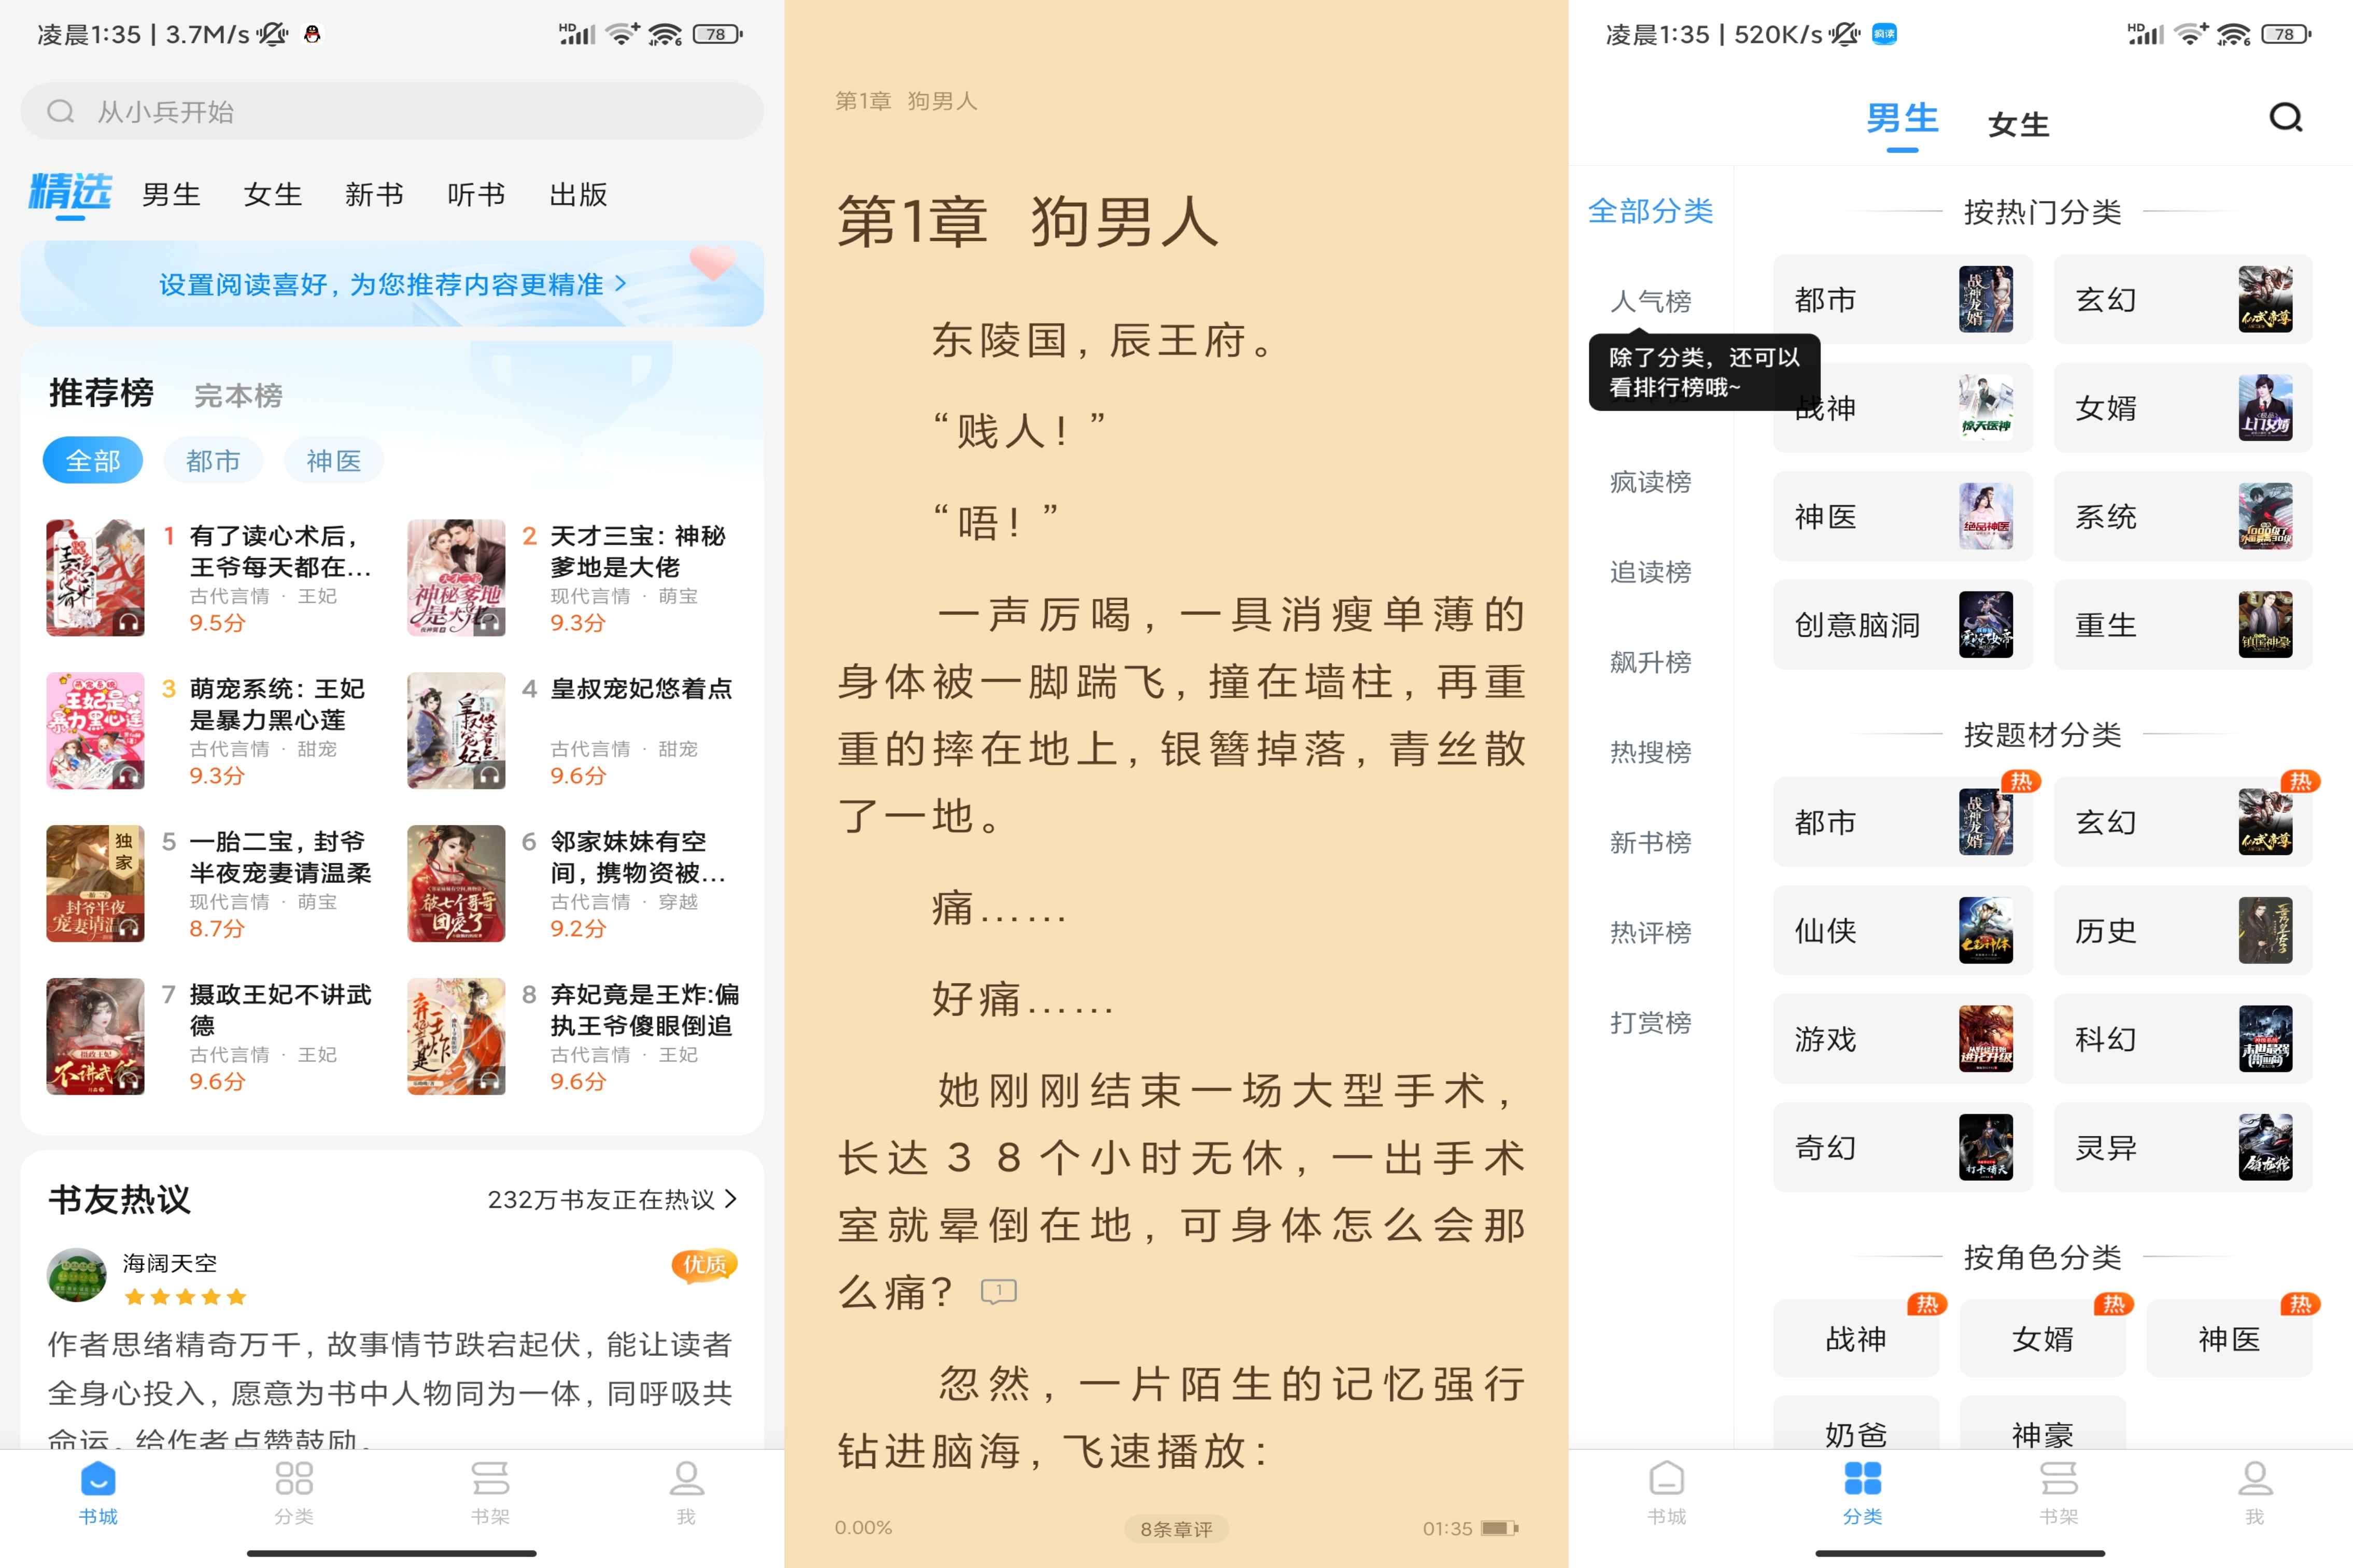 凌晨1:35 | 3.7M/s
HD
78
从小兵开始
精选 男生 女生 新书 听书 出版
设置阅读喜好，为您推荐内容更精准 >
推荐榜 完本榜
全部 都市 神医
1 有了读心术后，
王爷每天都在...
古代言情 · 王妃
9.5分
2 天才三宝：神秘
爹地是大佬
现代言情 · 萌宝
9.3分
3 萌宠系统：王妃
是暴力黑心莲
古代言情 · 甜宠
9.3分
4 皇叔宠妃悠着点
古代言情 · 甜宠
9.6分
独家
5 一胎二宝，封爷
半夜宠妻请温柔
现代言情 · 萌宝
8.7分
6 邻家妹妹有空
间，携物资被...
古代言情 · 穿越
9.2分
7 摄政王妃不讲武
德
古代言情 · 王妃
9.6分
8 弃妃竟是王炸:偏
执王爷傻眼倒追
古代言情 · 王妃
9.6分
书友热议
232万书友正在热议 >
海阔天空
优质
作者思绪精奇万千，故事情节跌宕起伏，能让读者
全身心投入，愿意为书中人物同为一体，同呼吸共
命运，给作者点赞鼓励。
书城 分类 书架 我
第1章 狗男人
第1章 狗男人
东陵国，辰王府。
“贱人！”
“唔！”
一声厉喝，一具消瘦单薄的
身体被一脚踹飞，撞在墙柱，再重
重的摔在地上，银簪掉落，青丝散
了一地。
痛……
好痛……
她刚刚结束一场大型手术，
长达38个小时无休，一出手术
室就晕倒在地，可身体怎么会那
么痛？ 1
忽然，一片陌生的记忆强行
钻进脑海，飞速播放：
0.00%
8条章评
01:35
凌晨1:35 | 520K/s
疯读
HD
78
男生 女生
全部分类
人气榜
除了分类，还可以
看排行榜哦~
疯读榜
追读榜
飙升榜
热搜榜
新书榜
热评榜
打赏榜
按热门分类
都市 玄幻
战神 女婿
神医 系统
创意脑洞 重生
按题材分类
都市 热 玄幻 热
仙侠 历史
游戏 科幻
奇幻 灵异
按角色分类
战神 热 女婿 热 神医 热
奶爸 神豪
书城 分类 书架 我